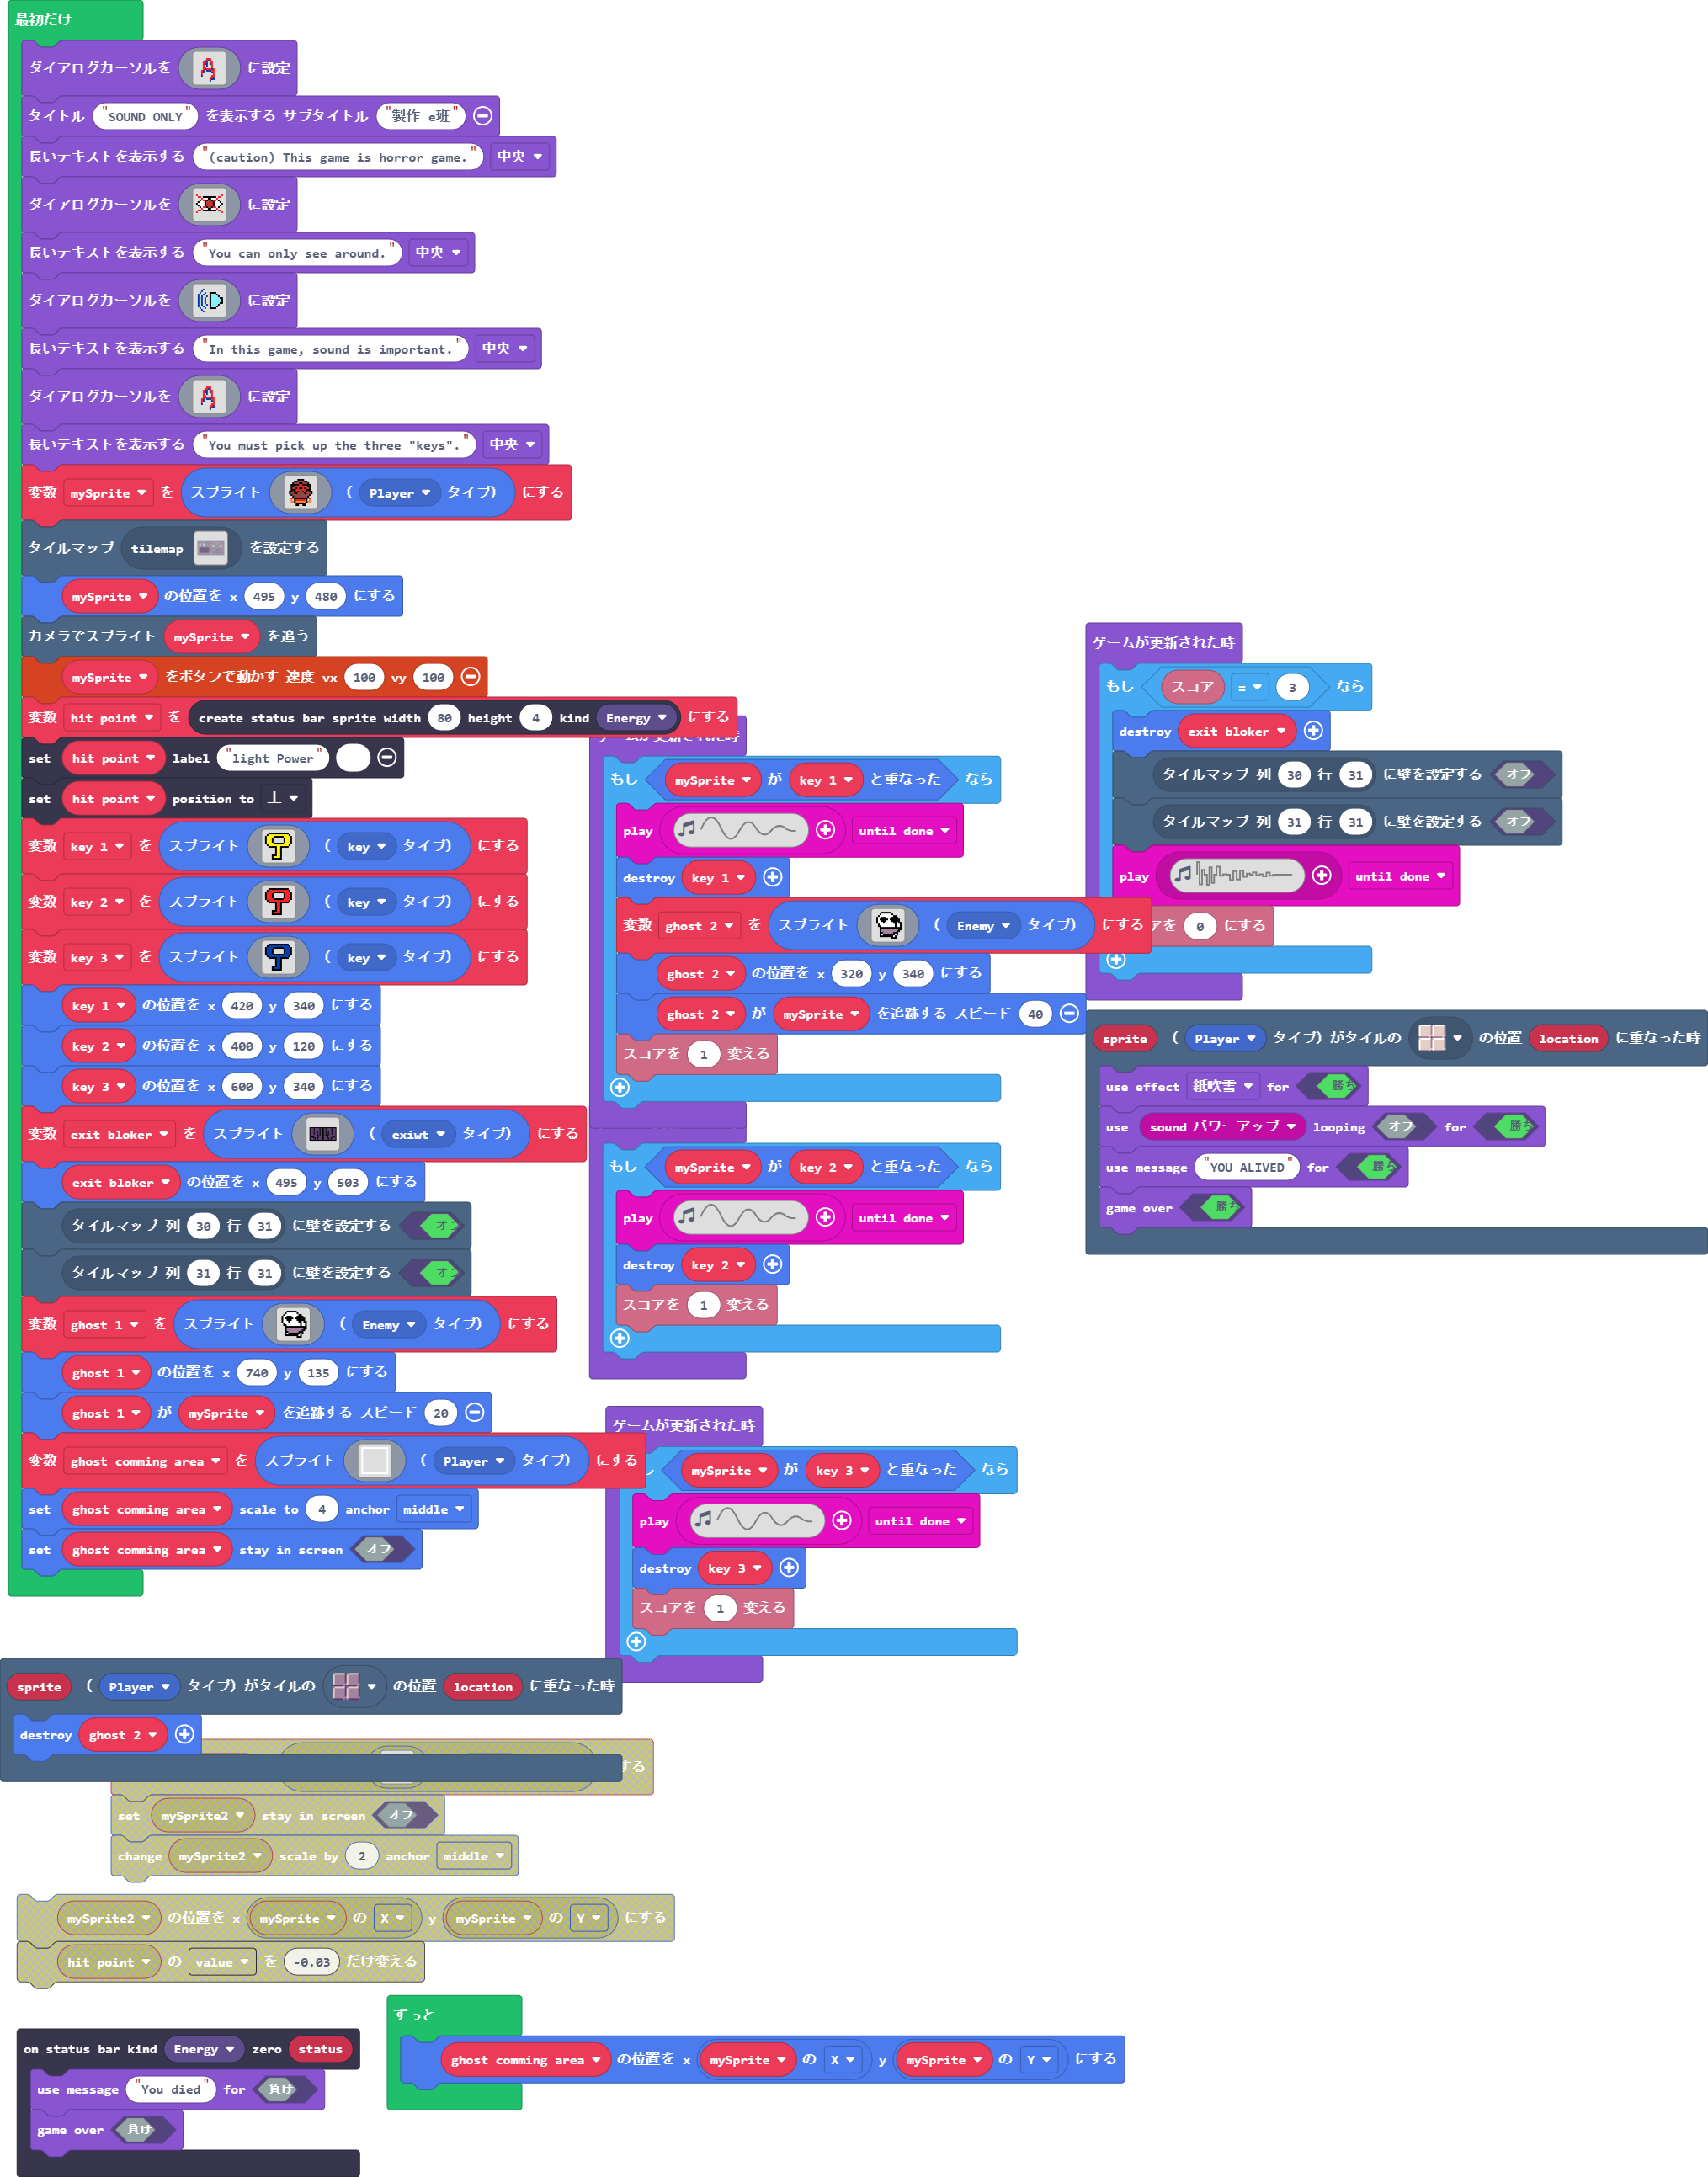 最初だけ
ダイアログカーソルを に設定
タイトル "SOUND ONLY" を表示する サブタイトル "製作 e班"
長いテキストを表示する "(caution) This game is horror game." 中央
ダイアログカーソルを に設定
長いテキストを表示する "You can only see around." 中央
ダイアログカーソルを に設定
長いテキストを表示する "In this game, sound is important." 中央
ダイアログカーソルを に設定
長いテキストを表示する "You must pick up the three "keys"." 中央
変数 mySprite を スプライト ( Player タイプ) にする
タイルマップ tilemap を設定する
mySprite の位置を x 495 y 480 にする
カメラでスプライト mySprite を追う
mySprite をボタンで動かす 速度 vx 100 vy 100
変数 hit point を create status bar sprite width 80 height 4 kind Energy にする
set hit point label "light Power"
set hit point position to 上
変数 key 1 を スプライト ( key タイプ) にする
変数 key 2 を スプライト ( key タイプ) にする
変数 key 3 を スプライト ( key タイプ) にする
key 1 の位置を x 420 y 340 にする
key 2 の位置を x 400 y 120 にする
key 3 の位置を x 600 y 340 にする
変数 exit bloker を スプライト ( exiwt タイプ) にする
exit bloker の位置を x 495 y 503 にする
タイルマップ 列 30 行 31 に壁を設定する オン
タイルマップ 列 31 行 31 に壁を設定する オン
変数 ghost 1 を スプライト ( Enemy タイプ) にする
ghost 1 の位置を x 740 y 135 にする
ghost 1 が mySprite を追跡する スピード 20
変数 ghost comming area を スプライト ( Player タイプ) にする
set ghost comming area scale to 4 anchor middle
set ghost comming area stay in screen オフ
もし mySprite が key 1 と重なった なら
play until done
destroy key 1
変数 ghost 2 を スプライト ( Enemy タイプ) にする
ghost 2 の位置を x 320 y 340 にする
ghost 2 が mySprite を追跡する スピード 40
スコアを 1 変える
もし mySprite が key 2 と重なった なら
play until done
destroy key 2
スコアを 1 変える
ゲームが更新された時
mySprite が key 3 と重なった なら
play until done
destroy key 3
スコアを 1 変える
ゲームが更新された時
もし スコア = 3 なら
destroy exit bloker
タイルマップ 列 30 行 31 に壁を設定する オフ
タイルマップ 列 31 行 31 に壁を設定する オフ
play until done
アを 0 にする
sprite ( Player タイプ) がタイルの の位置 location に重なった時
use effect 紙吹雪 for 勝ち
use sound パワーアップ looping オフ for 勝ち
use message "YOU ALIVED" for 勝ち
game over 勝ち
sprite ( Player タイプ) がタイルの の位置 location に重なった時
destroy ghost 2
する
set mySprite2 stay in screen オフ
change mySprite2 scale by 2 anchor middle
mySprite2 の位置を x mySprite の X y mySprite の Y にする
hit point の value を -0.03 だけ変える
on status bar kind Energy zero status
use message "You died" for 負け
game over 負け
ずっと
ghost comming area の位置を x mySprite の X y mySprite の Y にする